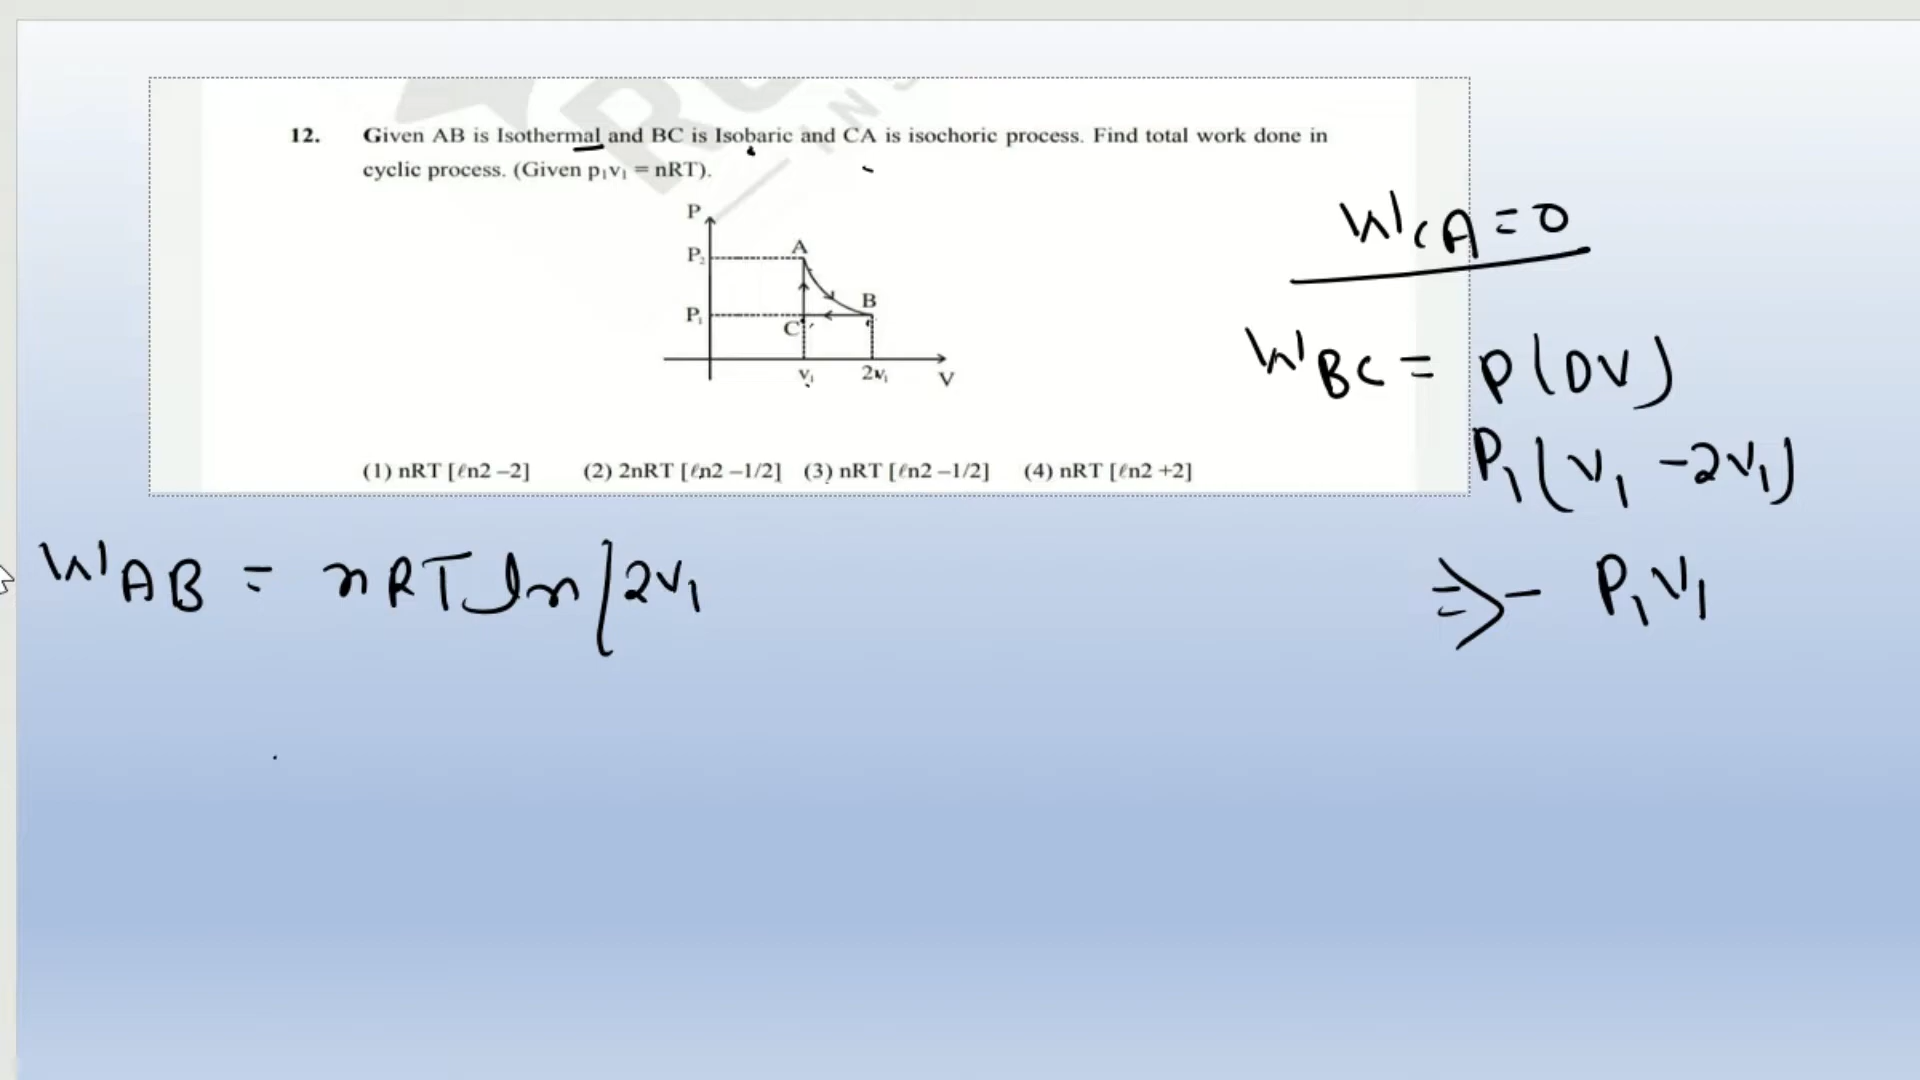 12. Given AB is Isothermal and BC is Isobaric and CA is isochoric process. Find total work done in
cyclic process. (Given p₁v₁ = nRT).
P
P₂
A
B
P₁
C
v₁
2v₁
V
(1) nRT [ℓn2 –2] (2) 2nRT [ℓn2 –1/2] (3) nRT [ℓn2 –1/2] (4) nRT [ℓn2 +2]
W_CA = 0
W_BC = P(ΔV)
P₁(V₁ - 2V₁)
⇒ - P₁V₁
W_AB = nRT ln(2V₁